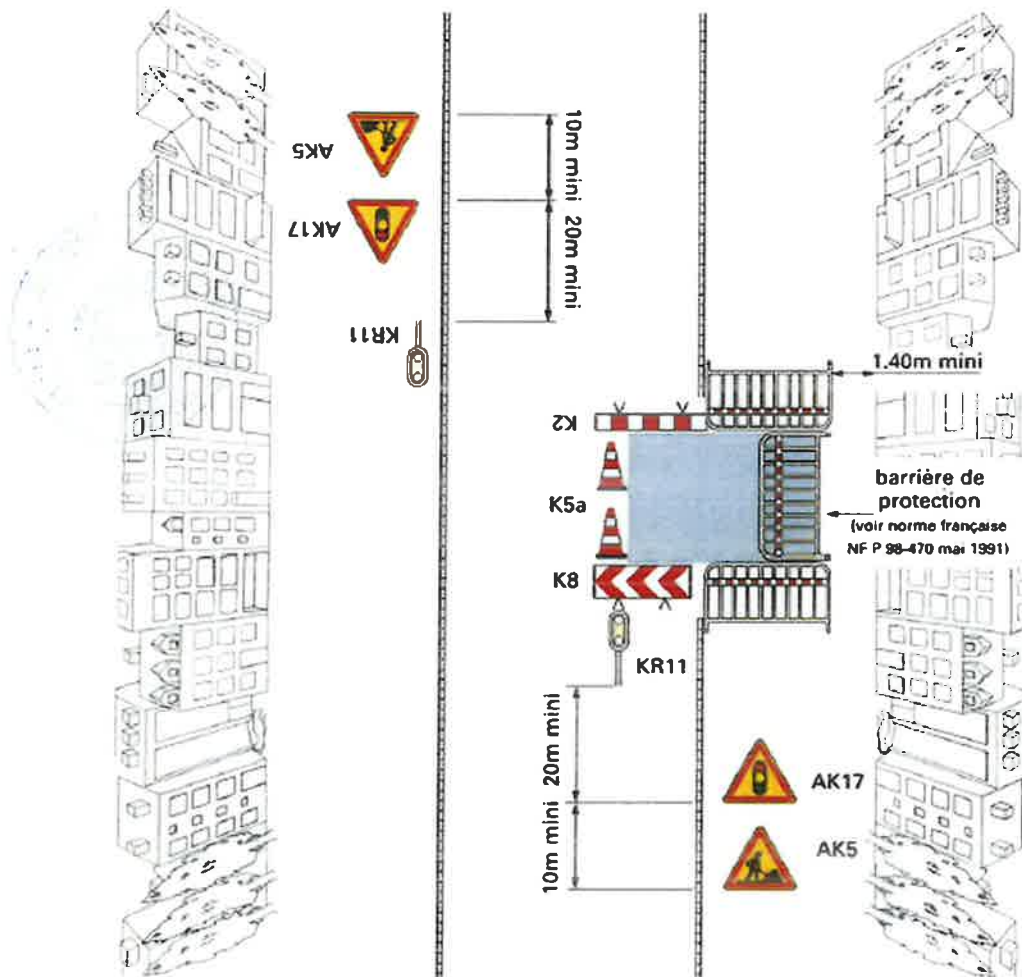 AK5
10m mini
AK17
20m mini
KR11
1.40m mini
K2
K5a
barrière de
protection
(voir norme française
NF P 98-470 mai 1991)
K8
KR11
20m mini
AK17
10m mini
AK5